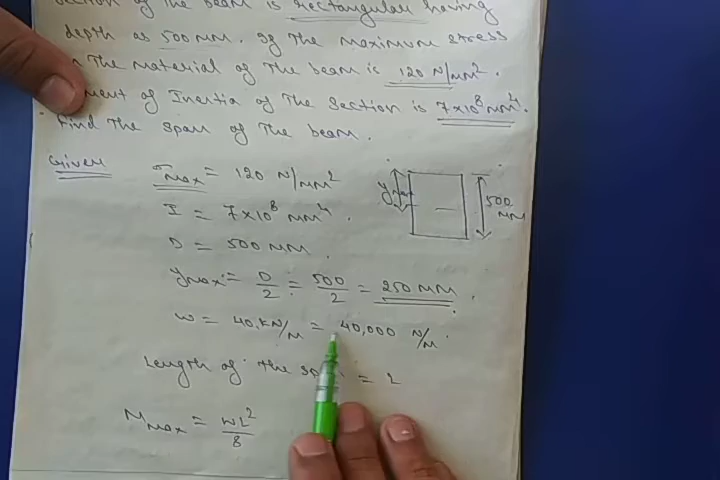 section of the beam is rectangular having
depth as 500 MM. If the maximum stress
The Material of The beam is 120 N/MM².
ment of Inertia of The Section is 7×10⁸ MM⁴.
Find The span of The beam.
Given
σmax = 120 N/MM²
I = 7×10⁸ MM⁴.
D = 500 MM.
ymax = D/2 = 500/2 = 250 MM.
W = 40 KN/M = 40,000 N/M.
Length of the = L
Mmax = WL²/8
ymax
500
MM